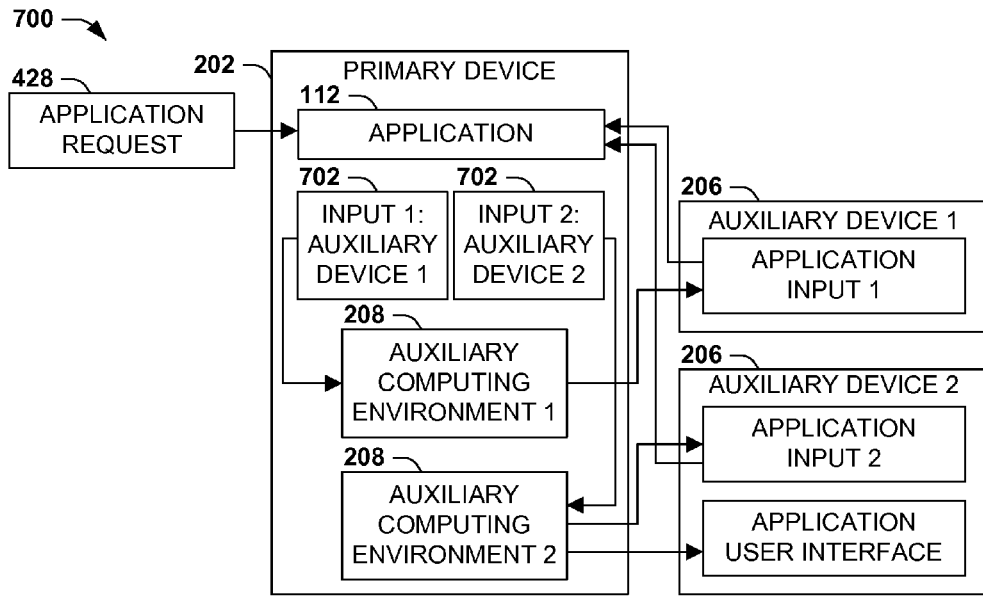 700
428
APPLICATION
REQUEST
202
PRIMARY DEVICE
112
APPLICATION
702
INPUT 1:
AUXILIARY
DEVICE 1
702
INPUT 2:
AUXILIARY
DEVICE 2
208
AUXILIARY
COMPUTING
ENVIRONMENT 1
208
AUXILIARY
COMPUTING
ENVIRONMENT 2
206
AUXILIARY DEVICE 1
APPLICATION
INPUT 1
206
AUXILIARY DEVICE 2
APPLICATION
INPUT 2
APPLICATION
USER INTERFACE